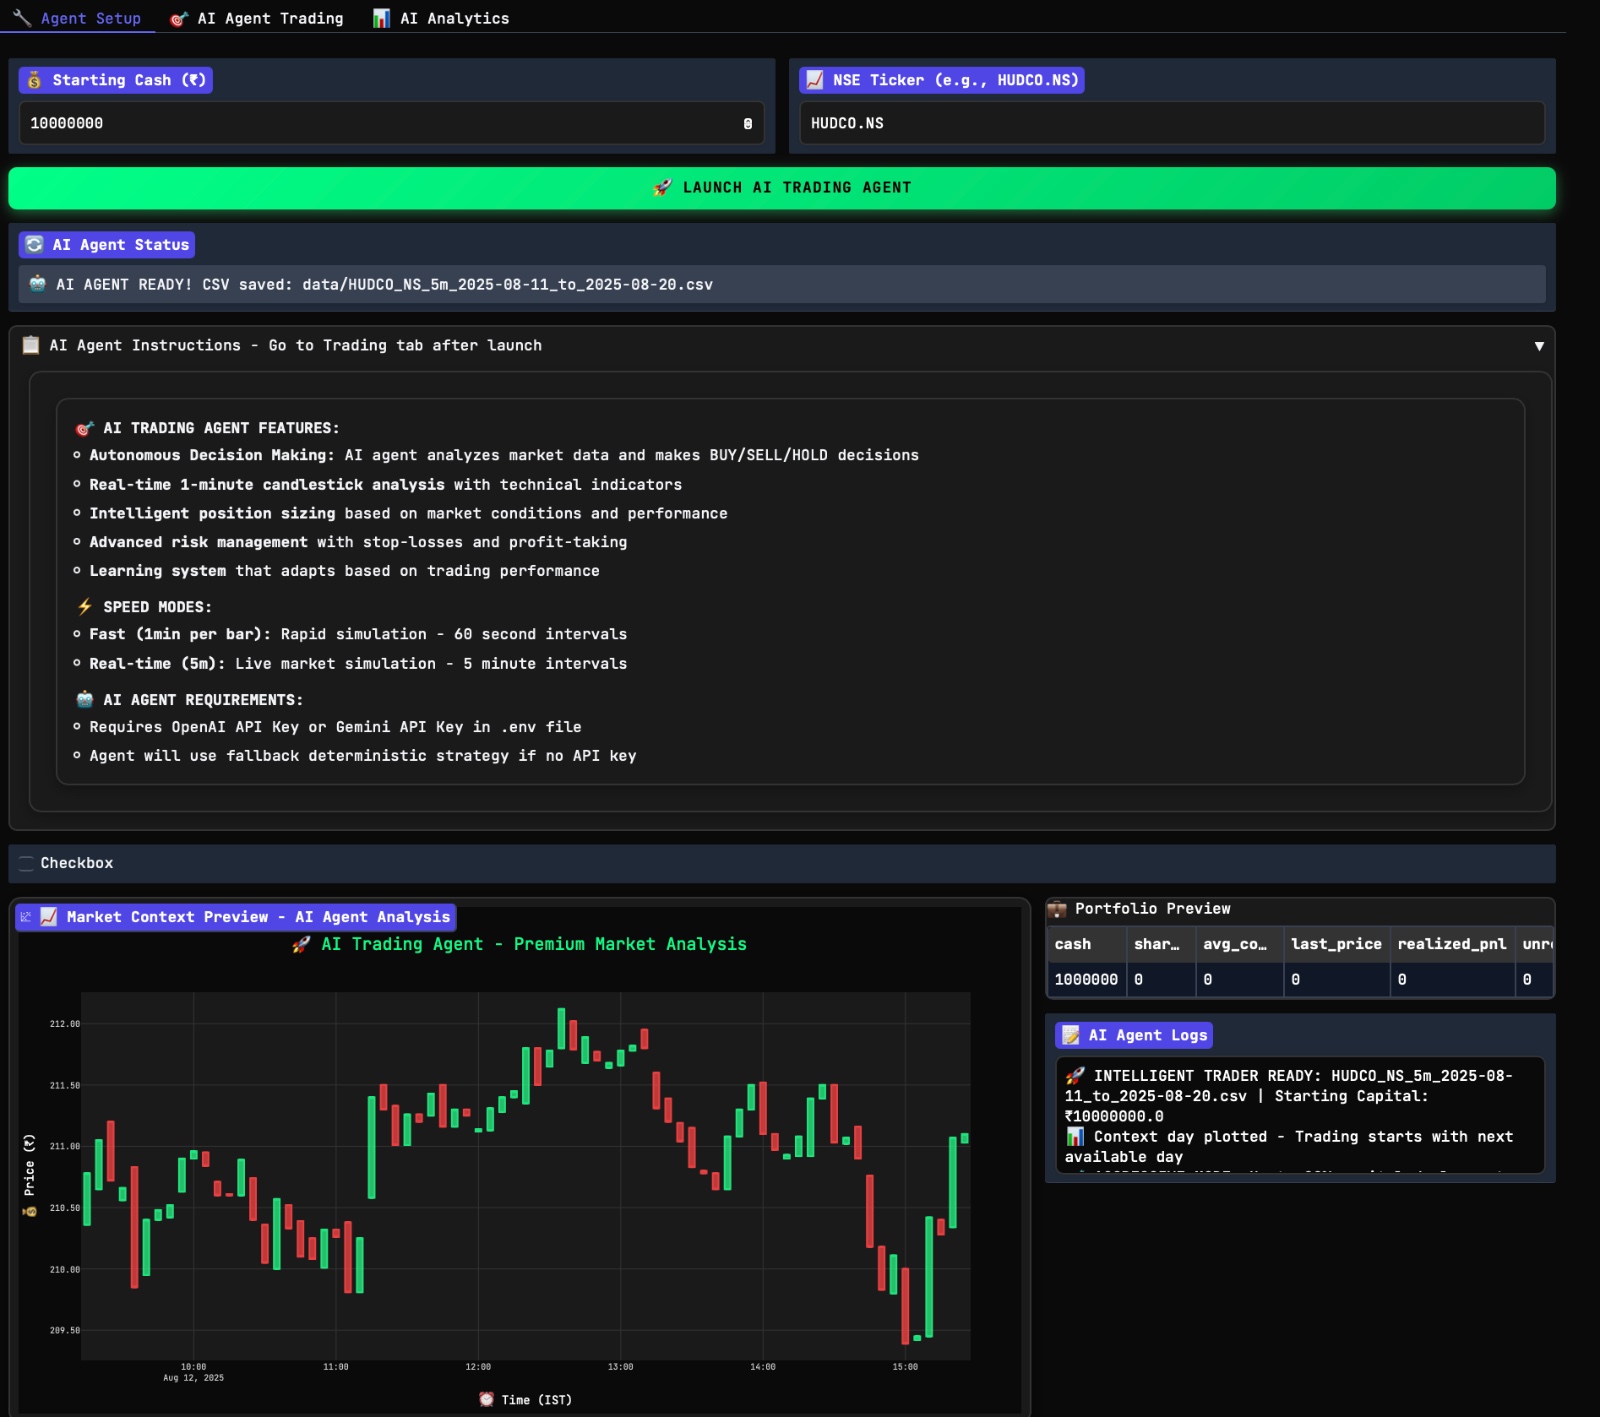 Agent Setup
AI Agent Trading
AI Analytics
Starting Cash (₹)
10000000
NSE Ticker (e.g., HUDCO.NS)
HUDCO.NS
LAUNCH AI TRADING AGENT
AI Agent Status
AI AGENT READY! CSV saved: data/HUDCO_NS_5m_2025-08-11_to_2025-08-20.csv
AI Agent Instructions - Go to Trading tab after launch
AI TRADING AGENT FEATURES:
Autonomous Decision Making: AI agent analyzes market data and makes BUY/SELL/HOLD decisions
Real-time 1-minute candlestick analysis with technical indicators
Intelligent position sizing based on market conditions and performance
Advanced risk management with stop-losses and profit-taking
Learning system that adapts based on trading performance
SPEED MODES:
Fast (1min per bar): Rapid simulation - 60 second intervals
Real-time (5m): Live market simulation - 5 minute intervals
AI AGENT REQUIREMENTS:
Requires OpenAI API Key or Gemini API Key in .env file
Agent will use fallback deterministic strategy if no API key
Checkbox
Market Context Preview - AI Agent Analysis
AI Trading Agent - Premium Market Analysis
212.00
211.50
211.00
210.50
210.00
209.50
Price (₹)
10:00
11:00
12:00
13:00
14:00
15:00
Aug 12, 2025
Time (IST)
Portfolio Preview
cash shar… avg_co… last_price realized_pnl unre
1000000 0 0 0 0 0
AI Agent Logs
INTELLIGENT TRADER READY: HUDCO_NS_5m_2025-08-
11_to_2025-08-20.csv | Starting Capital:
₹10000000.0
Context day plotted - Trading starts with next
available day